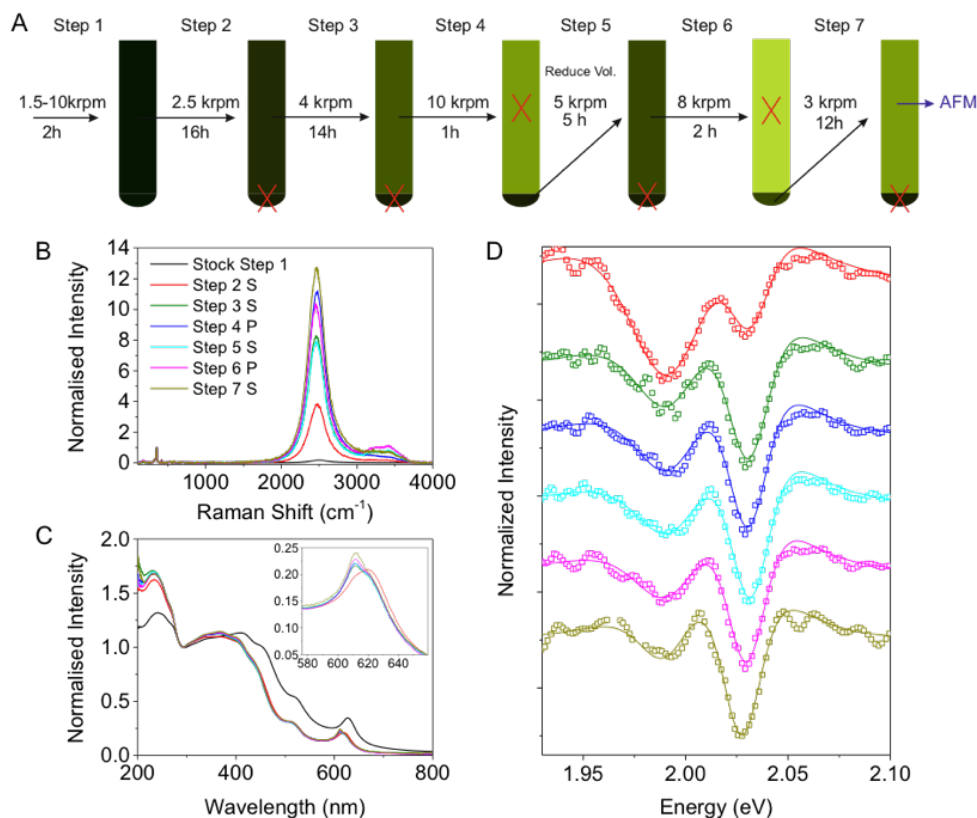 A
Step 1 Step 2 Step 3 Step 4 Step 5 Step 6 Step 7
Reduce Vol.
1.5-10krpm 2.5 krpm 4 krpm 10 krpm 5 krpm 8 krpm 3 krpm
2h 16h 14h 1h 5 h 2 h 12h
AFM
B
Normalised Intensity
14
12
10
8
6
4
2
0
Stock Step 1
Step 2 S
Step 3 S
Step 4 P
Step 5 S
Step 6 P
Step 7 S
1000 2000 3000 4000
Raman Shift (cm⁻¹)
C
Normalised Intensity
2.0
1.5
1.0
0.5
0.0
0.25
0.20
0.15
0.10
0.05
580 600 620 640
200 300 400 500 600 700 800
Wavelength (nm)
D
Normalized Intensity
1.95 2.00 2.05 2.10
Energy (eV)